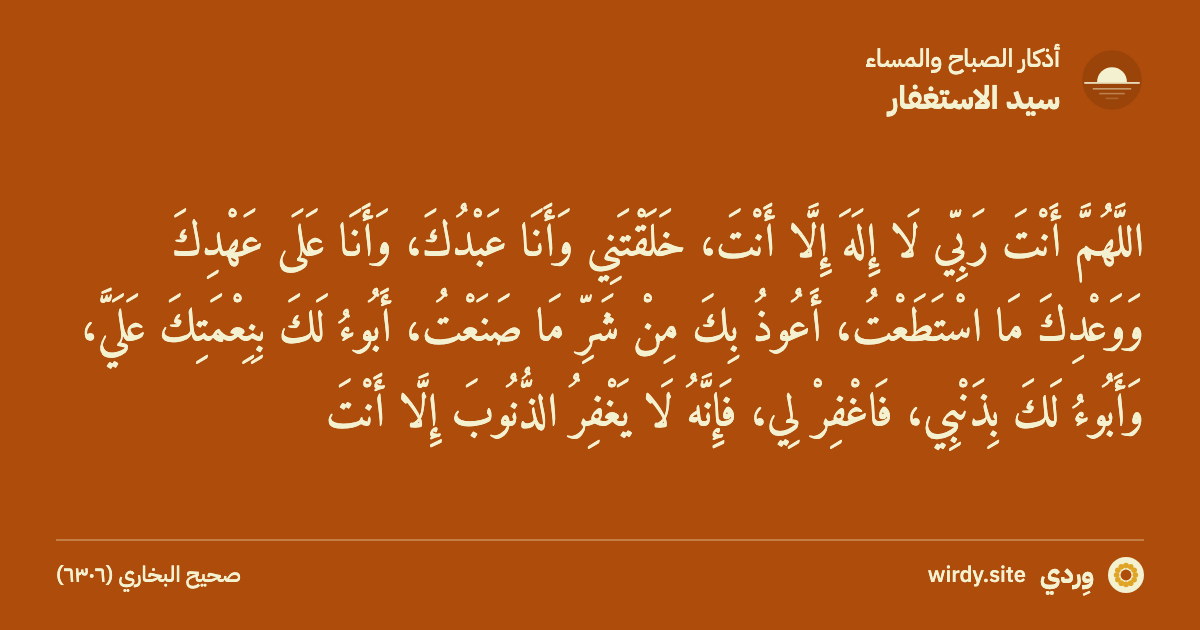 أذكار الصباح والمساء
سيد الاستغفار
اللَّهُمَّ أَنْتَ رَبِّي لَا إِلَهَ إِلَّا أَنْتَ، خَلَقْتَنِي وَأَنَا عَبْدُكَ، وَأَنَا عَلَى عَهْدِكَ
وَوَعْدِكَ مَا اسْتَطَعْتُ، أَعُوذُ بِكَ مِنْ شَرِّ مَا صَنَعْتُ، أَبُوءُ لَكَ بِنِعْمَتِكَ عَلَيَّ،
وَأَبُوءُ لَكَ بِذَنْبِي، فَاغْفِرْ لِي، فَإِنَّهُ لَا يَغْفِرُ الذُّنُوبَ إِلَّا أَنْتَ
وِردي wirdy.site
صحيح البخاري (٦٣٠٦)